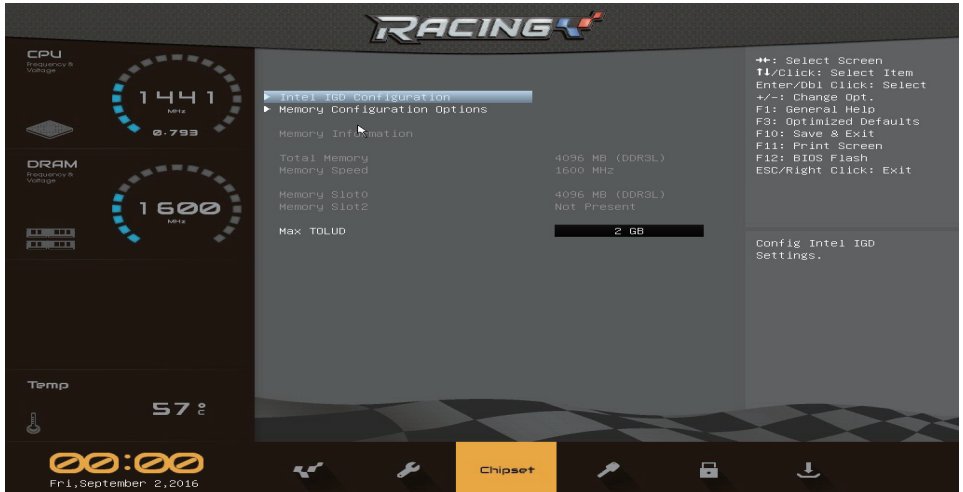 RACING
CPU
Frequency &
Voltage
1441
MHz
0.793
DRAM
Frequency &
Voltage
1600
MHz
Temp
57 °C
00:00
Fri,September 2,2016
▶ Intel IGD Configuration
▶ Memory Configuration Options
Memory Information
Total Memory 4096 MB (DDR3L)
Memory Speed 1600 MHz
Memory Slot0 4096 MB (DDR3L)
Memory Slot2 Not Present
Max TOLUD 2 GB
→←: Select Screen
↑↓/Click: Select Item
Enter/Dbl Click: Select
+/-: Change Opt.
F1: General Help
F3: Optimized Defaults
F10: Save & Exit
F11: Print Screen
F12: BIOS Flash
ESC/Right Click: Exit
Config Intel IGD
Settings.
Chipset